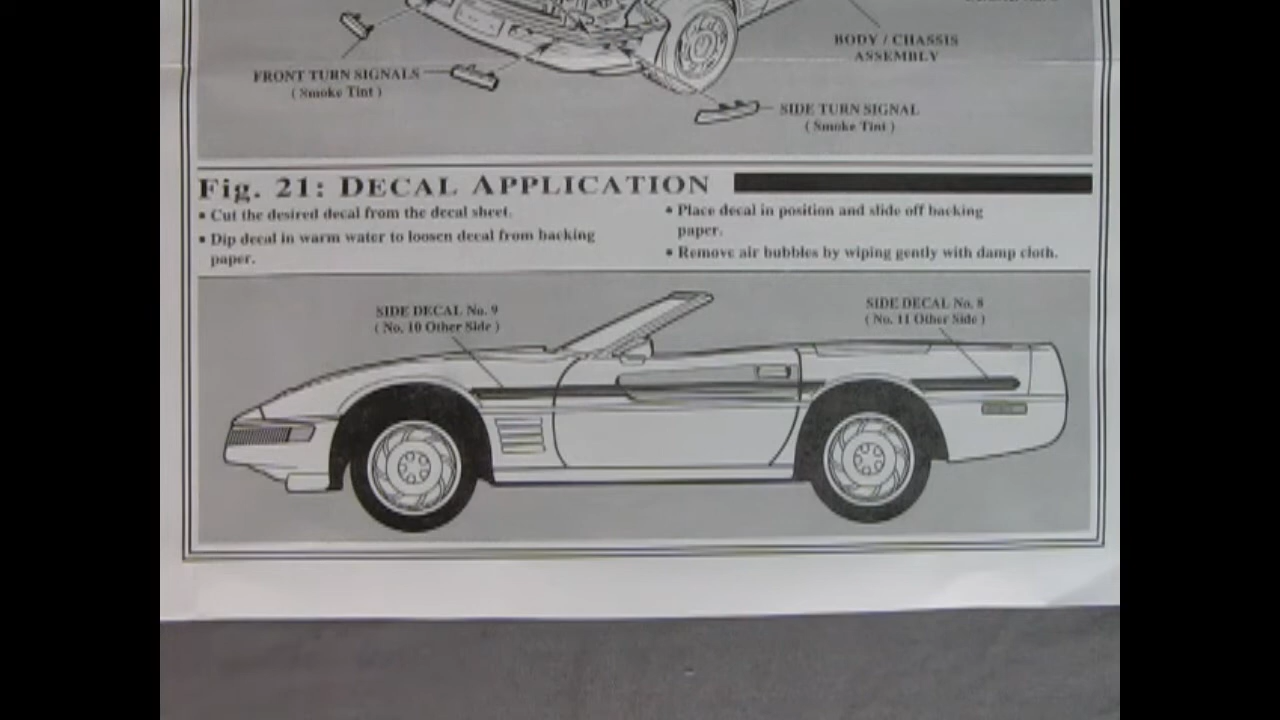 BODY / CHASSIS
ASSEMBLY
FRONT TURN SIGNALS
( Smoke Tint )
SIDE TURN SIGNAL
( Smoke Tint )
Fig. 21: DECAL APPLICATION
• Cut the desired decal from the decal sheet.
• Dip decal in warm water to loosen decal from backing
paper.
• Place decal in position and slide off backing
paper.
• Remove air bubbles by wiping gently with damp cloth.
SIDE DECAL No. 9
( No. 10 Other Side )
SIDE DECAL No. 8
( No. 11 Other Side )